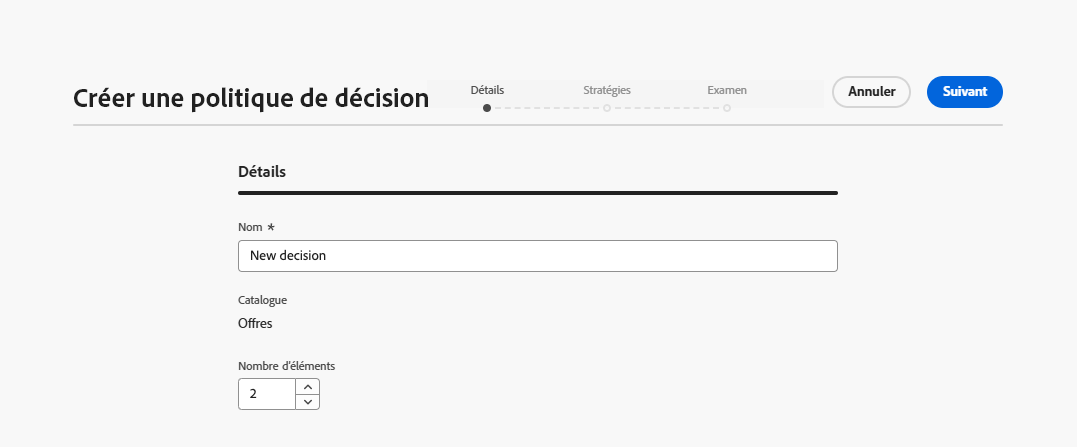 Créer une politique de décision
Détails
Stratégies
Examen
Annuler
Suivant
Détails
Nom *
New decision
Catalogue
Offres
Nombre d'éléments
2